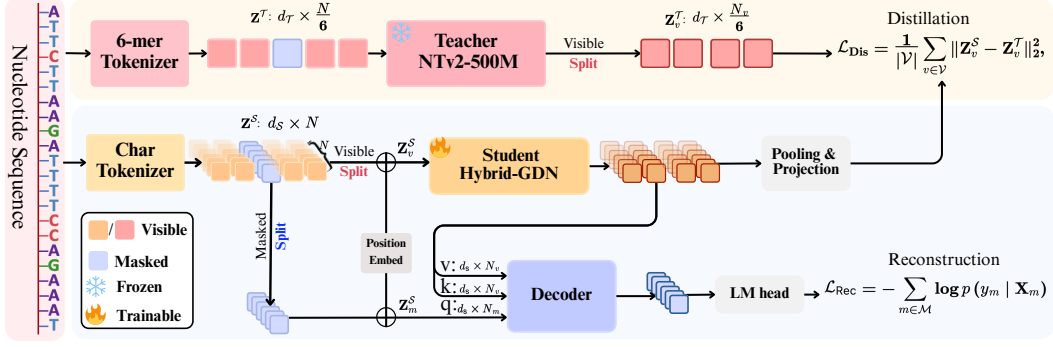 Nucleotide Sequence
A
T
T
C
T
T
A
A
G
A
T
T
T
C
C
A
G
A
A
A
T
6-mer
Tokenizer
Z^𝒯: d_𝒯 × N/6
Teacher
NTv2-500M
Visible
Split
Z_v^𝒯: d_𝒯 × N_v/6
Distillation
ℒ_Dis = 1/|𝒱| ∑_{v∈𝒱} ‖Z_v^𝒮 − Z_v^𝒯‖_2^2,
Char
Tokenizer
Z^𝒮: d_𝒮 × N
N
Visible
Split
Z_v^𝒮
Student
Hybrid-GDN
Pooling &
Projection
/ Visible
Masked
Frozen
Trainable
Masked
Split
Position
Embed
Z_m^𝒮
v: d_s × N_v
k: d_s × N_v
q: d_s × N_m
Decoder
LM head
Reconstruction
ℒ_Rec = − ∑_{m∈ℳ} log p (y_m | X_m)